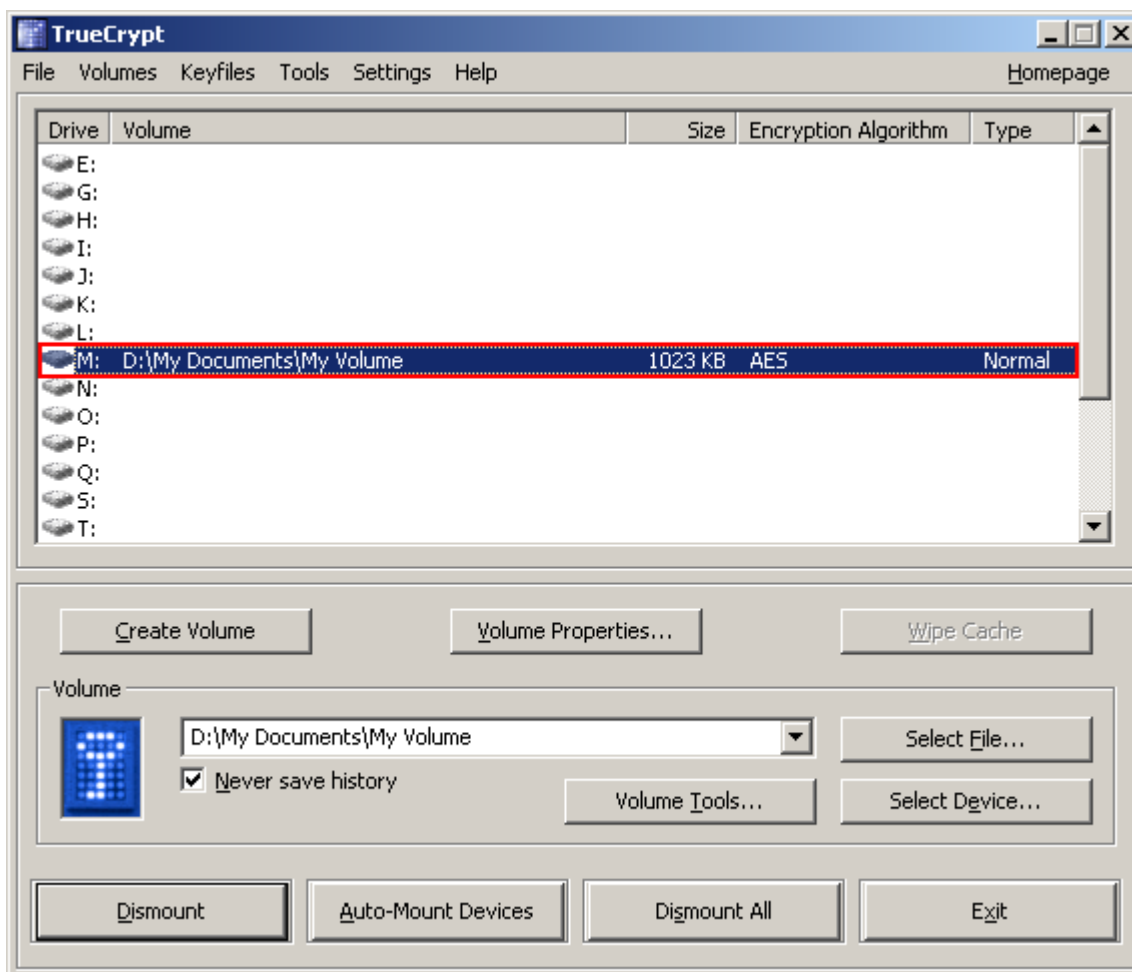 TrueCrypt
File Volumes Keyfiles Tools Settings Help Homepage
Drive Volume Size Encryption Algorithm Type
E:
G:
H:
I:
J:
K:
L:
M: D:\My Documents\My Volume 1023 KB AES Normal
N:
O:
P:
Q:
S:
T:
Create Volume Volume Properties... Wipe Cache
Volume
D:\My Documents\My Volume Select File...
Never save history
Volume Tools... Select Device...
Dismount Auto-Mount Devices Dismount All Exit